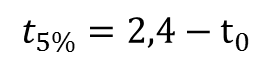 t₅% = 2,4 − t₀